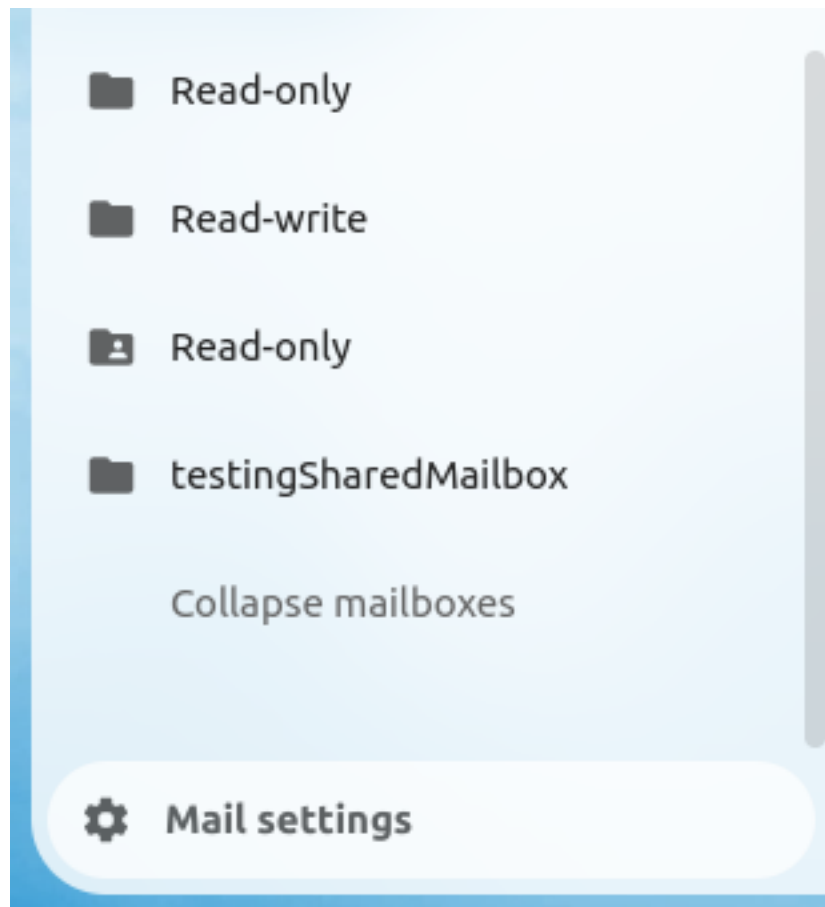 Read-only
Read-write
Read-only
testingSharedMailbox
Collapse mailboxes
Mail settings